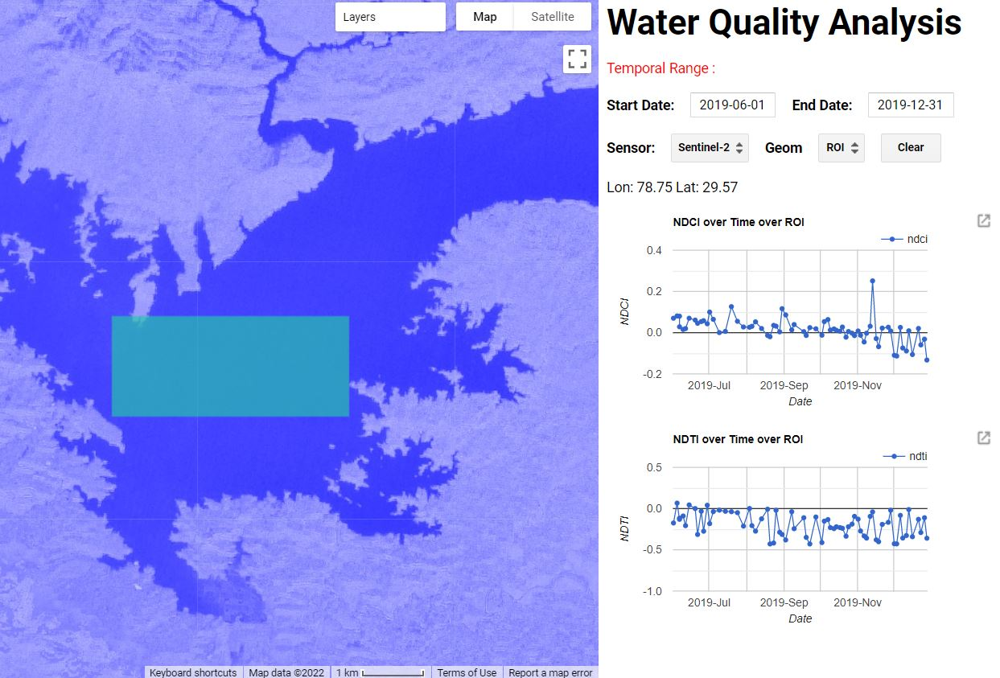 Layers
Map Satellite
Keyboard shortcuts Map data ©2022 1 km Terms of Use Report a map error
Water Quality Analysis
Temporal Range :
Start Date: 2019-06-01 End Date: 2019-12-31
Sensor: Sentinel-2 Geom ROI Clear
Lon: 78.75 Lat: 29.57
NDCI over Time over ROI
ndci
0.4
0.2
0.0
-0.2
NDCI
2019-Jul 2019-Sep 2019-Nov
Date
NDTI over Time over ROI
ndti
0.5
0.0
-0.5
-1.0
NDTI
2019-Jul 2019-Sep 2019-Nov
Date